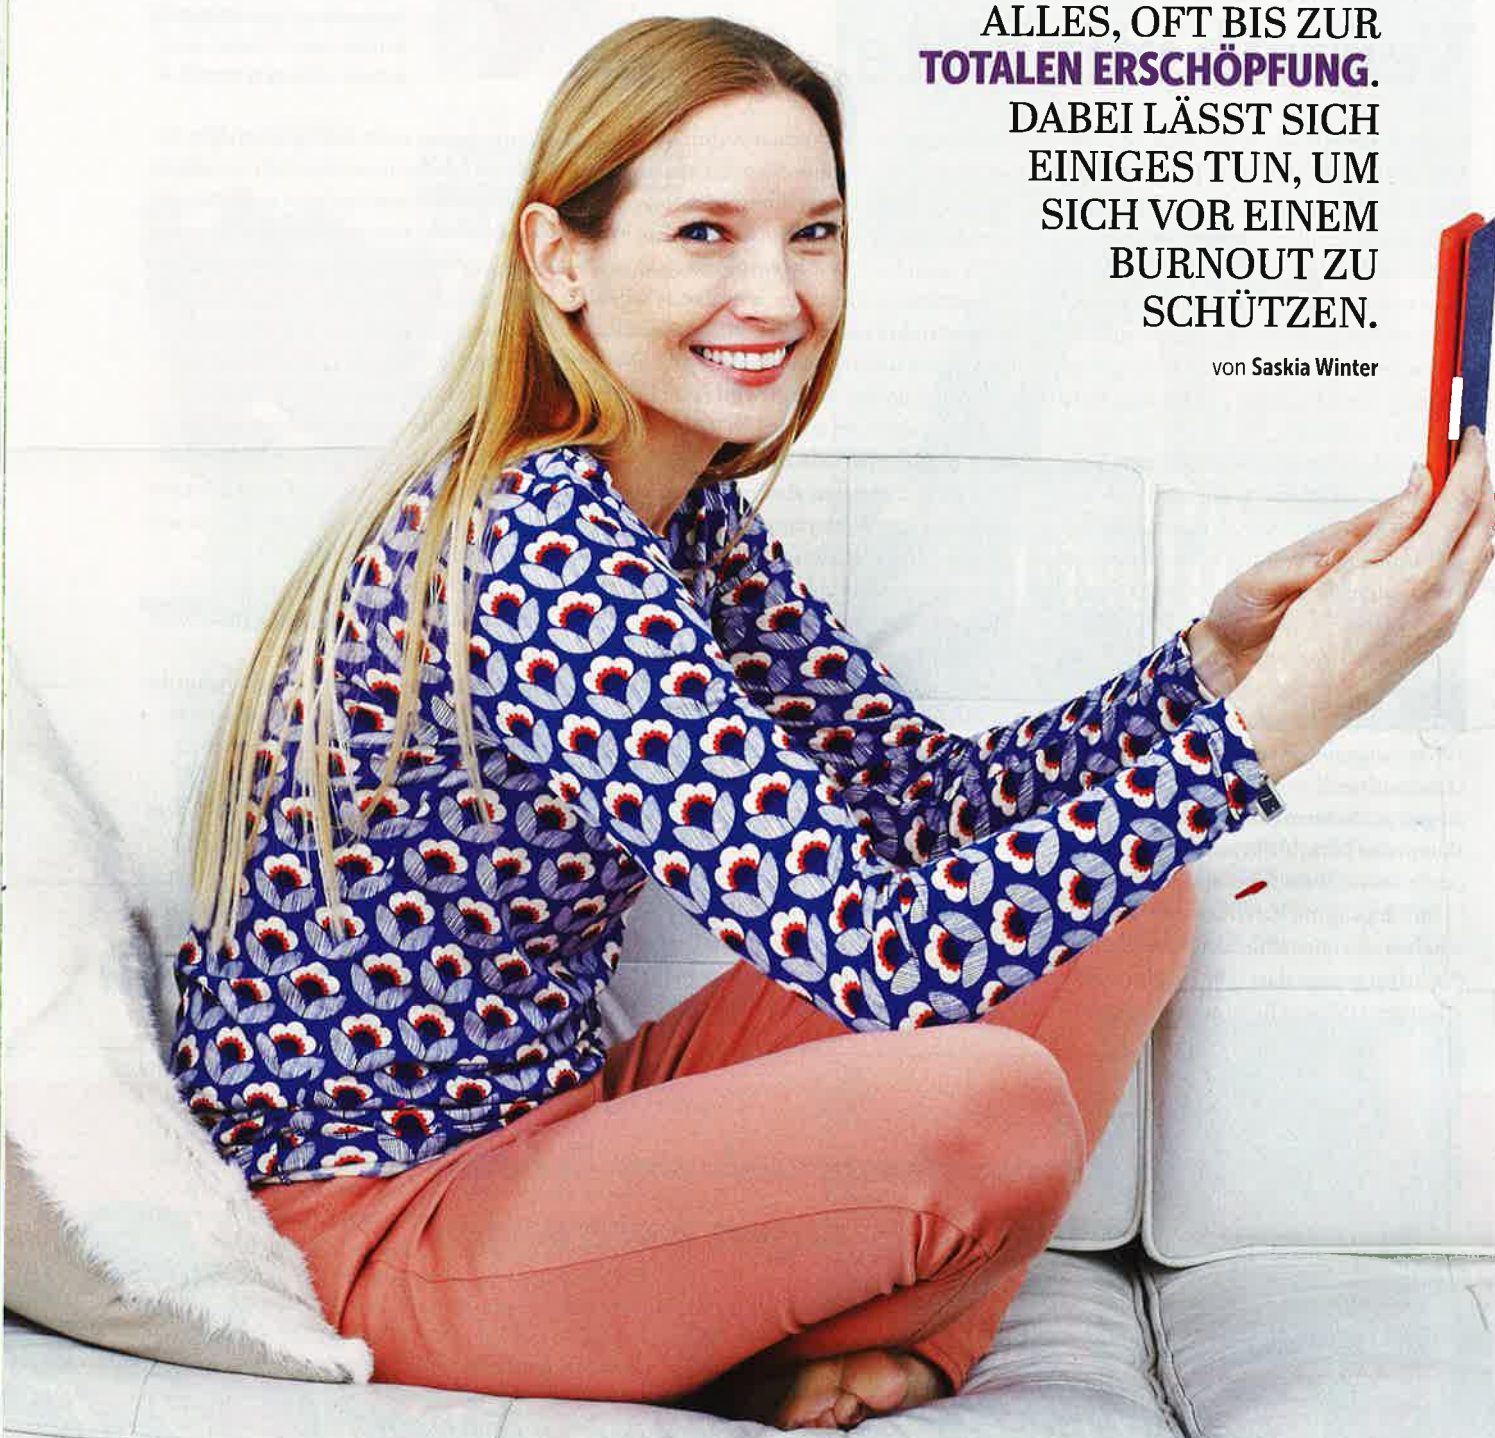 ALLES, OFT BIS ZUR
TOTALEN ERSCHÖPFUNG.
DABEI LÄSST SICH
EINIGES TUN, UM
SICH VOR EINEM
BURNOUT ZU
SCHÜTZEN.
von Saskia Winter